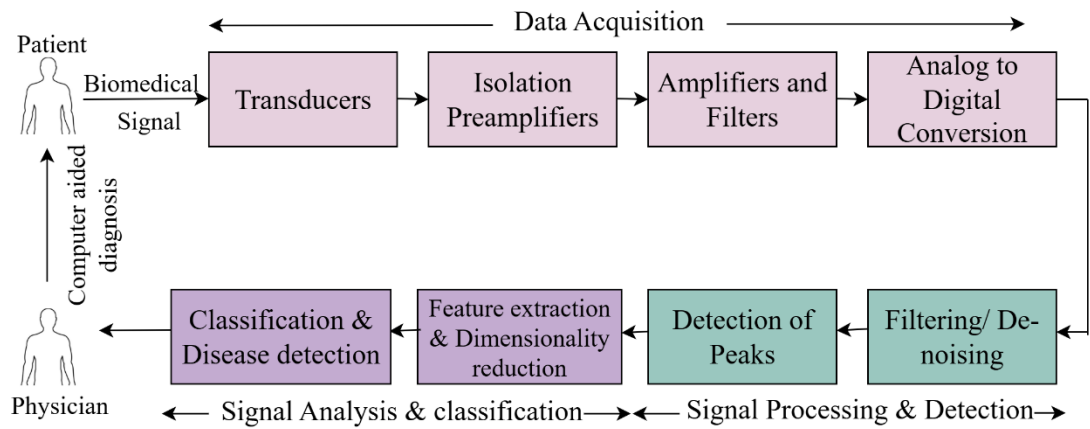 Data Acquisition
Patient
Biomedical
Signal
Transducers
Isolation
Preamplifiers
Amplifiers and
Filters
Analog to
Digital
Conversion
Computer aided
diagnosis
Classification &
Disease detection
Feature extraction
& Dimensionality
reduction
Detection of
Peaks
Filtering/ De-
noising
Physician
Signal Analysis & classification
Signal Processing & Detection